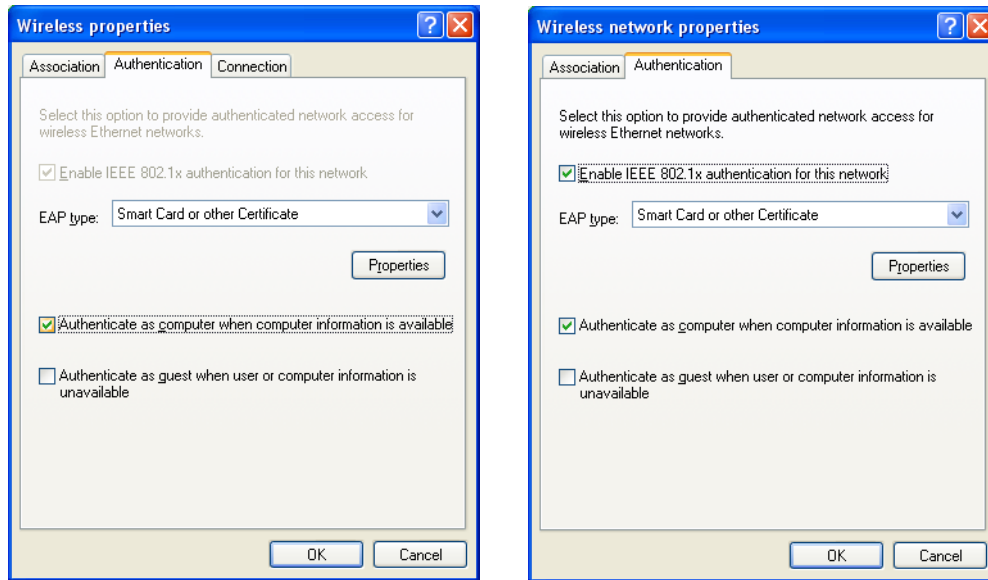 Wireless properties
Association Authentication Connection
Select this option to provide authenticated network access for
wireless Ethernet networks.
Enable IEEE 802.1x authentication for this network
EAP type: Smart Card or other Certificate
Properties
Authenticate as computer when computer information is available
Authenticate as guest when user or computer information is
unavailable
OK Cancel
Wireless network properties
Association Authentication
Select this option to provide authenticated network access for
wireless Ethernet networks.
Enable IEEE 802.1x authentication for this network
EAP type: Smart Card or other Certificate
Properties
Authenticate as computer when computer information is available
Authenticate as guest when user or computer information is
unavailable
OK Cancel